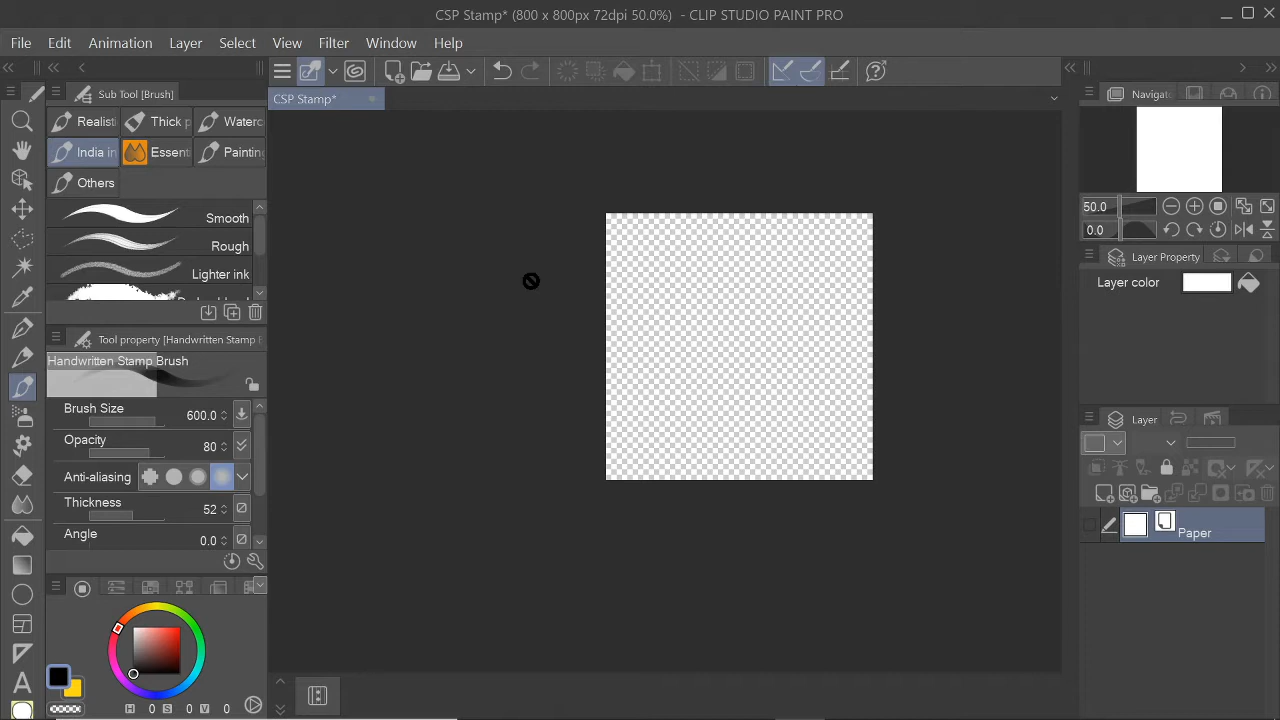 CSP Stamp* (800 x 800px 72dpi 50.0%)  - CLIP STUDIO PAINT PRO
File Edit Animation Layer Select View Filter Window Help
Sub Tool [Brush]
CSP Stamp*
Navigat
Realisti Thick p Waterc
India in Essent Painting
Others
Smooth
Rough
Lighter ink
50.0
0.0
Layer Property
Layer color
Tool property [Handwritten Stamp B
Handwritten Stamp Brush
Brush Size 600.0
Opacity 80
Anti-aliasing
Thickness 52
Angle 0.0
Layer
Paper
H 0 S 0 V 0